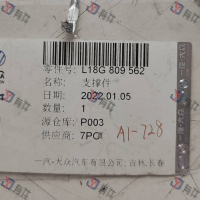 零件号: L18G 809 562
名称: 支撑件
日期: 2022.01.05
数量: 1
源仓库: P003
供应商: 7PC
A1-728
一汽-大众汽车有限公司: 吉林.长春